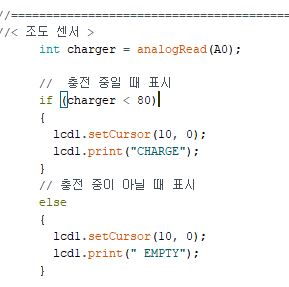 //========================================
//< 조도 센서 >
int charger = analogRead(A0);
//  충전 중일 때 표시
if (charger < 80)
{
lcd1.setCursor(10, 0);
lcd1.print("CHARGE");
}
// 충전 중이 아닐 때 표시
else
{
lcd1.setCursor(10, 0);
lcd1.print(" EMPTY");
}